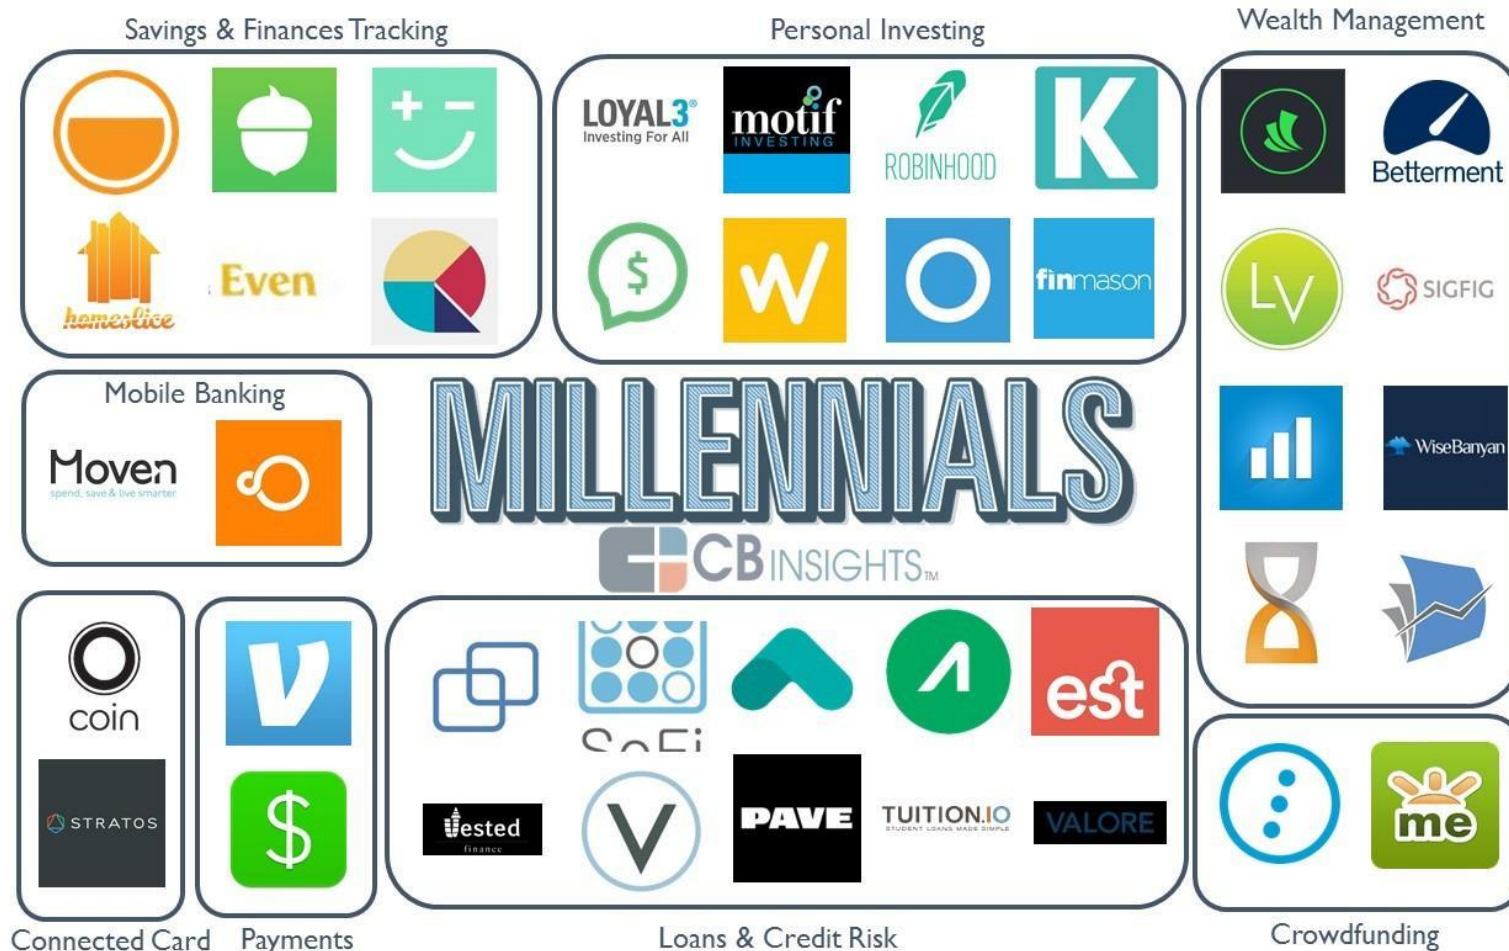 Savings & Finances Tracking
Personal Investing
Wealth Management
LOYAL3®
Investing For All
motif
INVESTING
ROBINHOOD
K
Betterment
homeslice
Even
$
W
finmason
LV
SIGFIG
Mobile Banking
Moven
spend, save & live smarter
MILLENNIALS
CB INSIGHTS™
WiseBanyan
coin
STRATOS
V
$
SoFi
est
Vested
finance
V
PAVE
TUITION.IO
STUDENT LOANS MADE SIMPLE
VALORE
me
Connected Card
Payments
Loans & Credit Risk
Crowdfunding